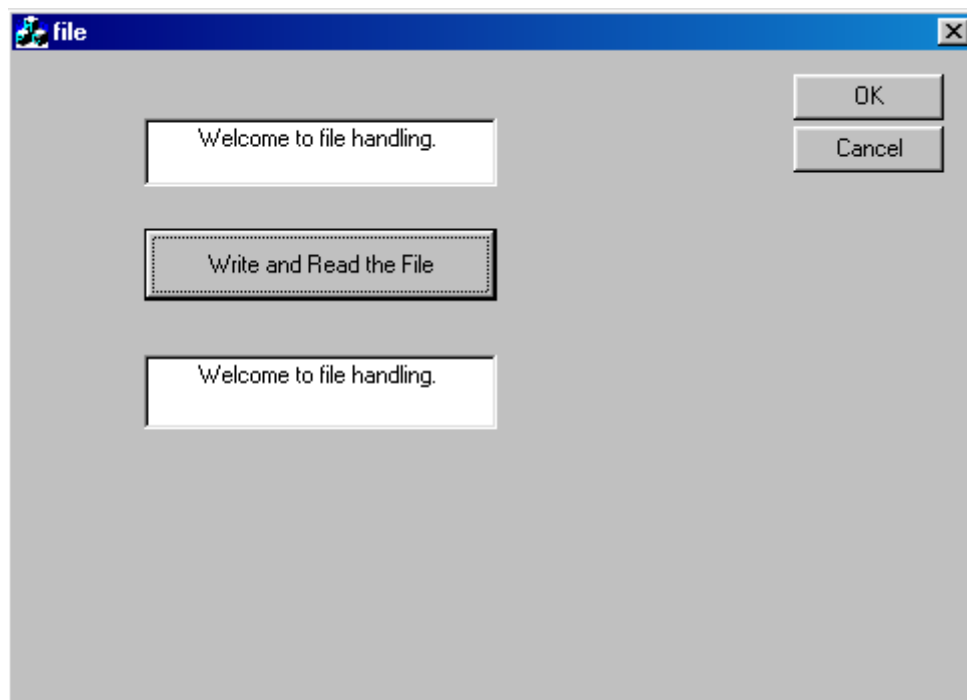 file
OK
Welcome to file handling.
Cancel
Write and Read the File
Welcome to file handling.